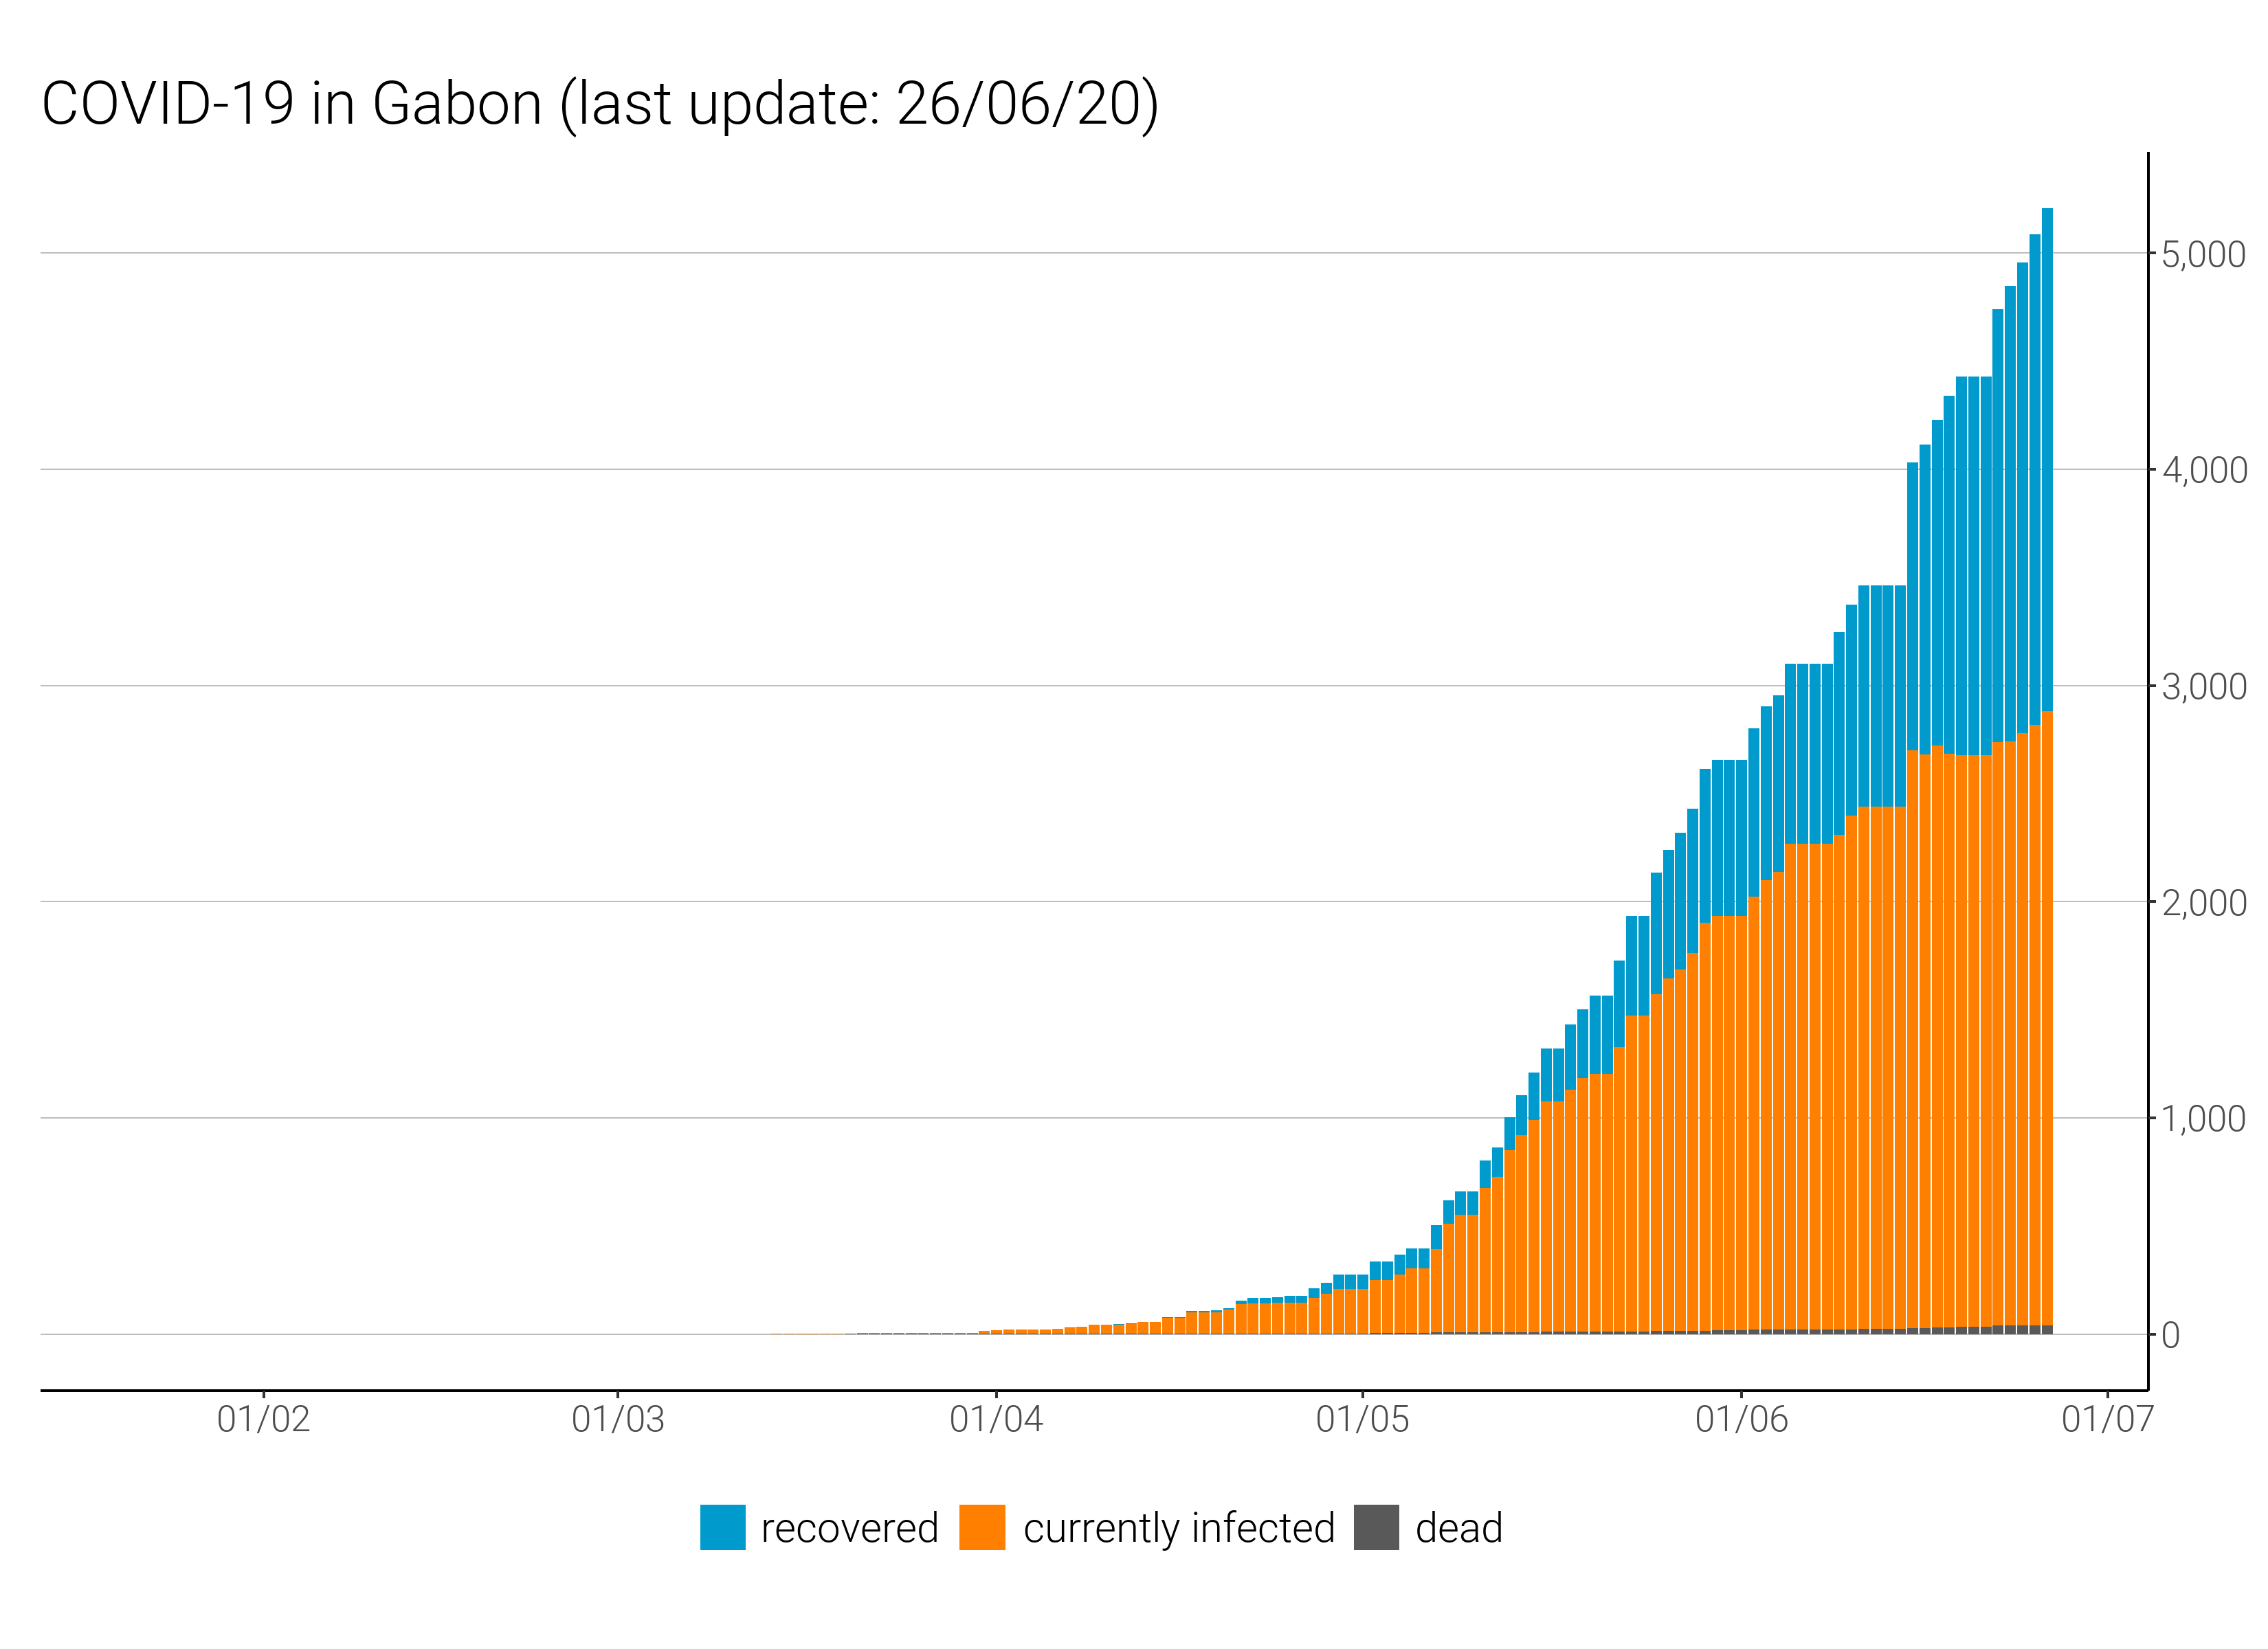 COVID-19 in Gabon (last update: 26/06/20)
5,000
4,000
3,000
2,000
1,000
0
01/02 01/03 01/04 01/05 01/06 01/07
recovered currently infected dead